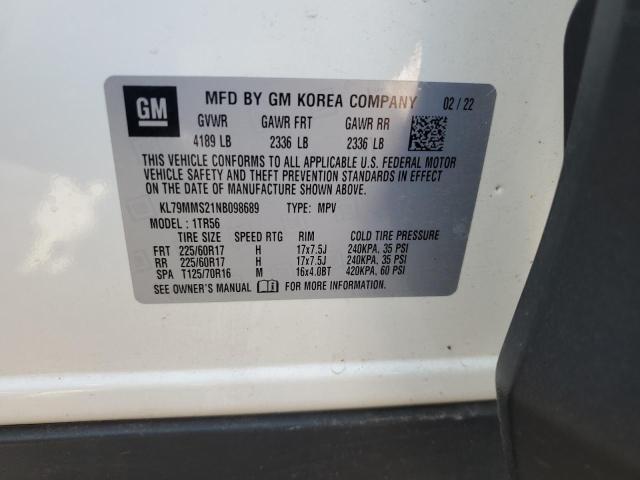 GM MFD BY GM KOREA COMPANY 02 / 22
GVWR GAWR FRT GAWR RR
4189 LB 2336 LB 2336 LB
THIS VEHICLE CONFORMS TO ALL APPLICABLE U.S. FEDERAL MOTOR
VEHICLE SAFETY AND THEFT PREVENTION STANDARDS IN EFFECT
ON THE DATE OF MANUFACTURE SHOWN ABOVE.
KL79MMS21NB098689 TYPE: MPV
MODEL : 1TR56
TIRE SIZE SPEED RTG RIM COLD TIRE PRESSURE
FRT 225/60R17 H 17x7.5J 240KPA, 35 PSI
RR 225/60R17 H 17x7.5J 240KPA, 35 PSI
SPA T125/70R16 M 16x4.0BT 420KPA, 60 PSI
SEE OWNER'S MANUAL FOR MORE INFORMATION.